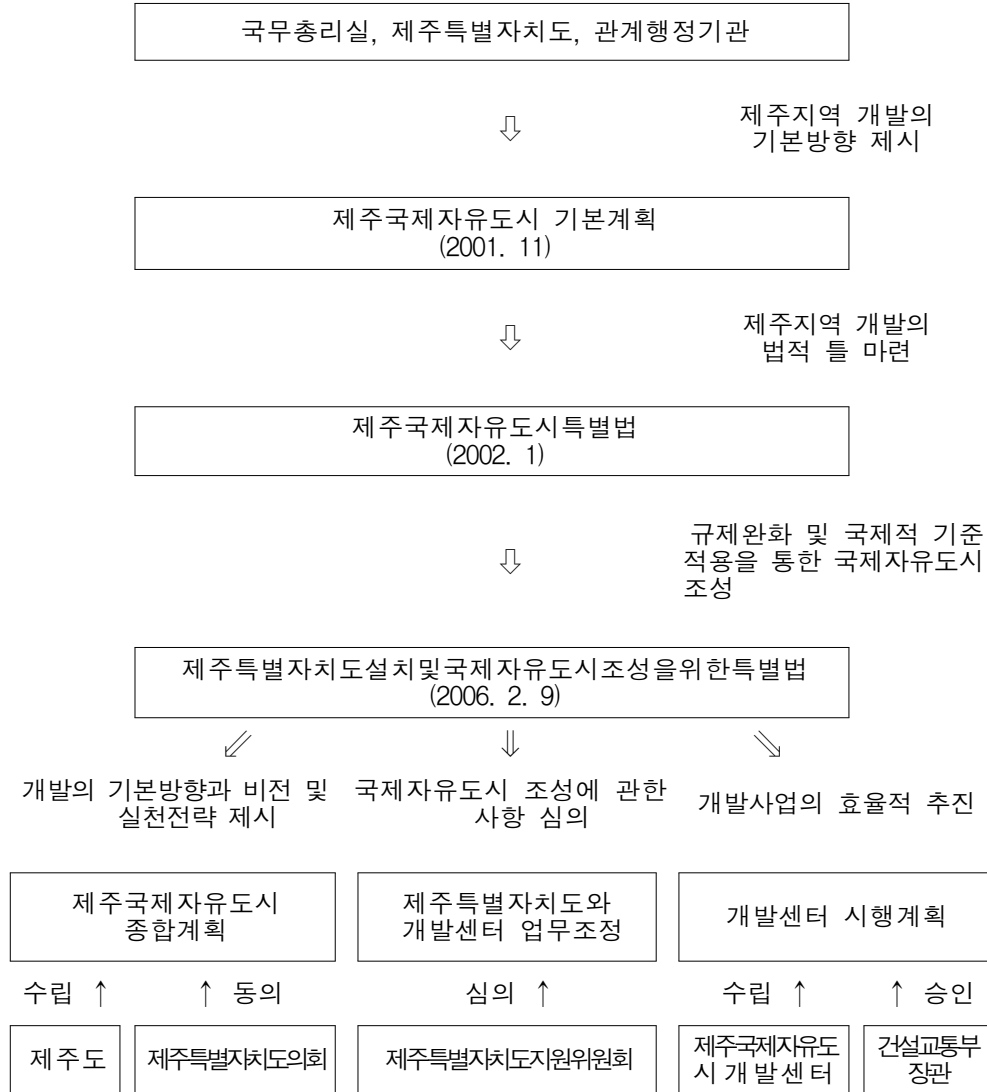 국무총리실, 제주특별자치도, 관계행정기관
⇩
제주지역 개발의
기본방향 제시
제주국제자유도시 기본계획
(2001. 11)
⇩
제주지역 개발의
법적 틀 마련
제주국제자유도시특별법
(2002. 1)
⇩
규제완화 및 국제적 기준
적용을 통한 국제자유도시
조성
제주특별자치도설치및국제자유도시조성을위한특별법
(2006. 2. 9)
⇙ ⇓ ⇘
개발의 기본방향과 비전 및
실천전략 제시
국제자유도시 조성에 관한
사항 심의
개발사업의 효율적 추진
제주국제자유도시
종합계획
제주특별자치도와
개발센터 업무조정
개발센터 시행계획
수립 ↑ ↑ 동의 심의 ↑ 수립 ↑ ↑ 승인
제주도
제주특별자치도의회
제주특별자치도지원위원회
제주국제자유도
시개발센터
건설교통부
장관